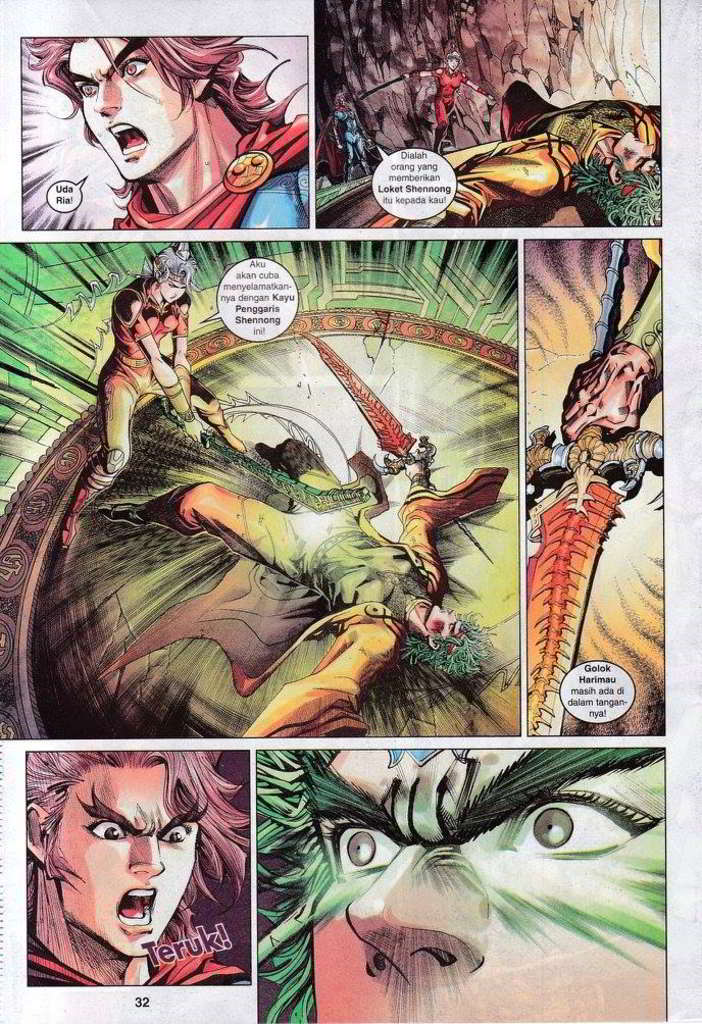 Uda
Ria!
Dialah
orang yang
memberikan
Loket Shennong
itu kepada kau!
Aku
akan cuba
menyelamatkan-
nya dengan Kayu
Penggaris
Shennong
ini!
Golok
Harimau
masih ada di
dalam tangan-
nya!
Teruk!
32